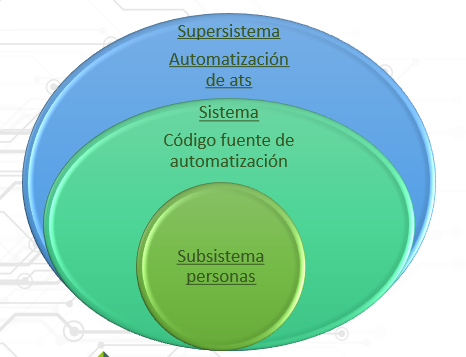 Supersistema
Automatización
de ats
Sistema
Código fuente de
automatización
Subsistema
personas